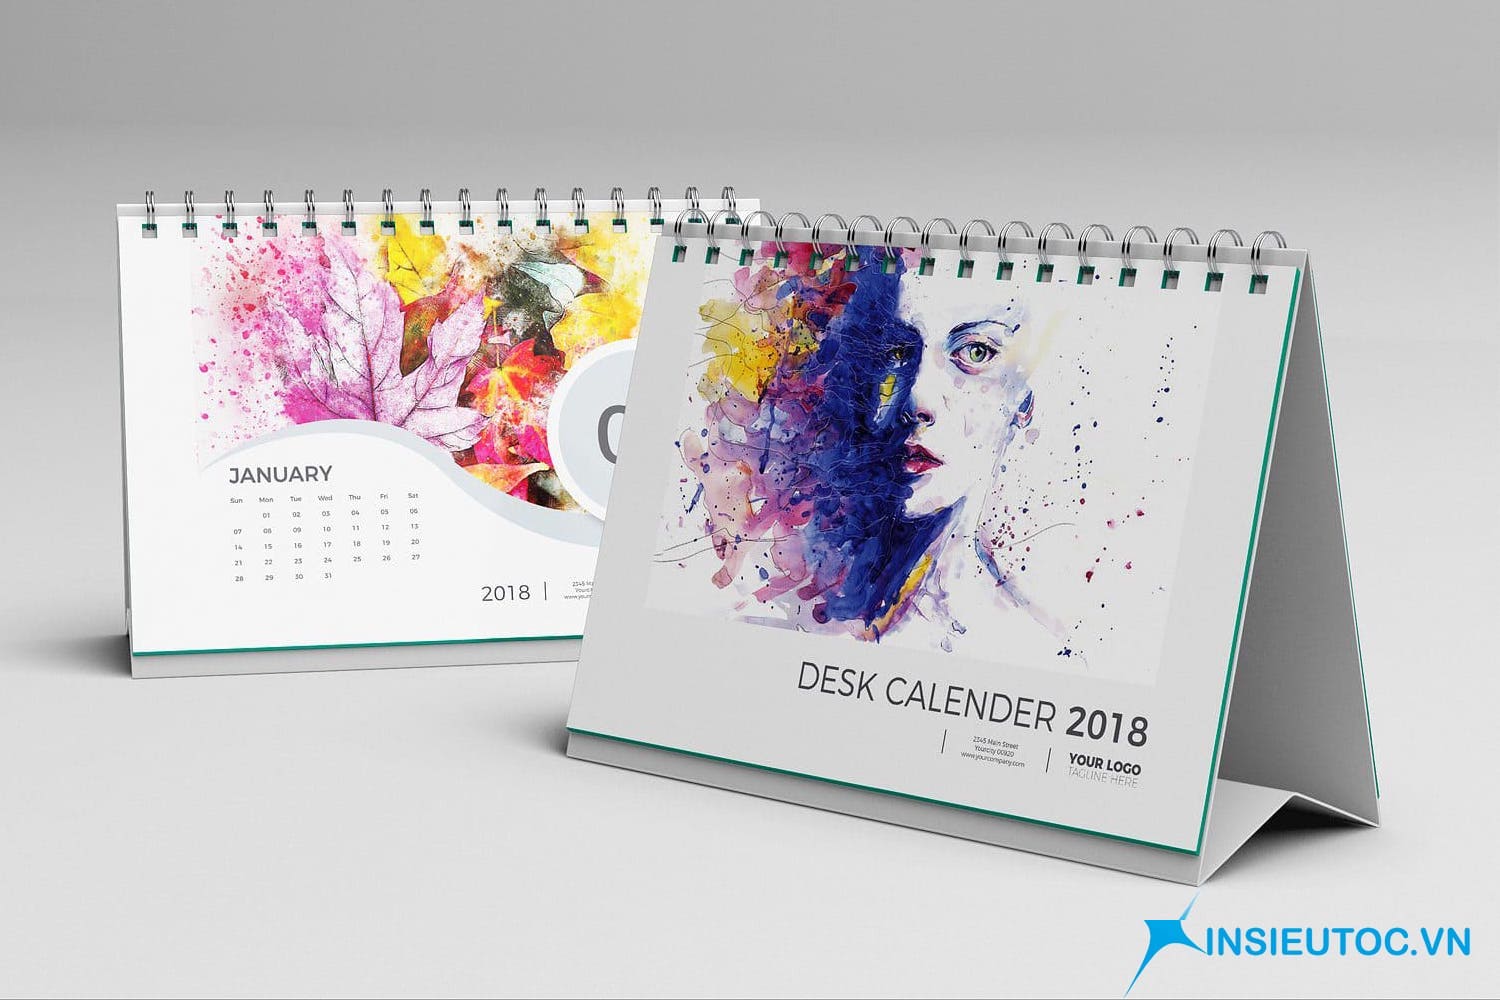 JANUARY
Sun Mon Tue Wed Thu Fri Sat
01 02 03 04 05 06
07 08 09 10 11 12 13
14 15 16 17 18 19 20
21 22 23 24 25 26 27
28 29 30 31
2018
DESK CALENDER 2018
2345 Main Street
Yourcity 00920
www.yourcompany.com
YOUR LOGO
TAGLINE HERE
INSIEUTOC.VN